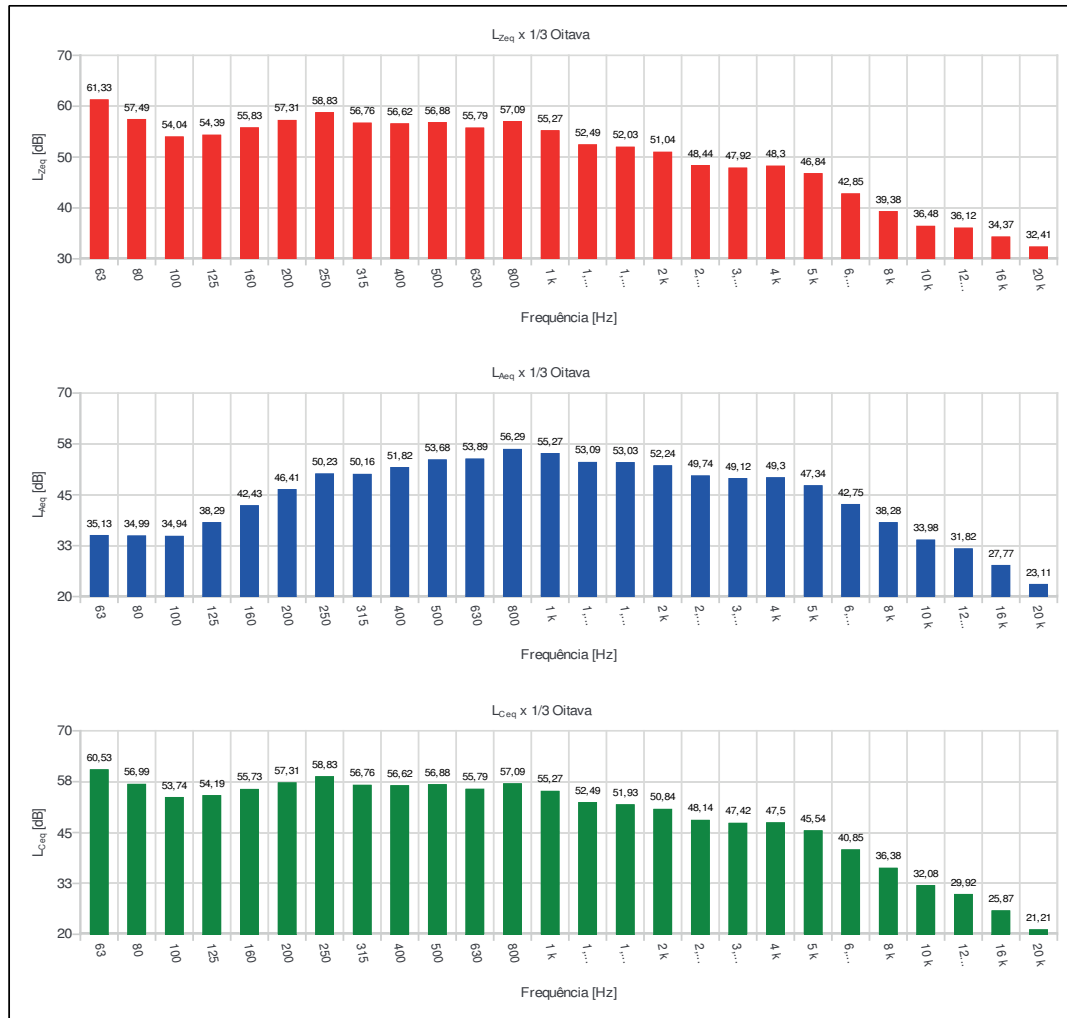 L_Zeq x 1/3 Oitava
70
60
50
40
30
L_Zeq [dB]
61,33 57,49 54,04 54,39 55,83 57,31 58,83 56,76 56,62 56,88 55,79 57,09 55,27 52,49 52,03 51,04 48,44 47,92 48,3 46,84 42,85 39,38 36,48 36,12 34,37 32,41
63 80 100 125 160 200 250 315 400 500 630 800 1 k 1,... 1,... 2 k 2,... 3,... 4 k 5 k 6,... 8 k 10 k 12... 16 k 20 k
Frequência [Hz]
L_Aeq x 1/3 Oitava
70
58
45
33
20
L_Aeq [dB]
35,13 34,99 34,94 38,29 42,43 46,41 50,23 50,16 51,82 53,68 53,89 56,29 55,27 53,09 53,03 52,24 49,74 49,12 49,3 47,34 42,75 38,28 33,98 31,82 27,77 23,11
63 80 100 125 160 200 250 315 400 500 630 800 1 k 1,... 1,... 2 k 2,... 3,... 4 k 5 k 6,... 8 k 10 k 12... 16 k 20 k
Frequência [Hz]
L_Ceq x 1/3 Oitava
70
58
45
33
20
L_Ceq [dB]
60,53 56,99 53,74 54,19 55,73 57,31 58,83 56,76 56,62 56,88 55,79 57,09 55,27 52,49 51,93 50,84 48,14 47,42 47,5 45,54 40,85 36,38 32,08 29,92 25,87 21,21
63 80 100 125 160 200 250 315 400 500 630 800 1 k 1,... 1,... 2 k 2,... 3,... 4 k 5 k 6,... 8 k 10 k 12... 16 k 20 k
Frequência [Hz]